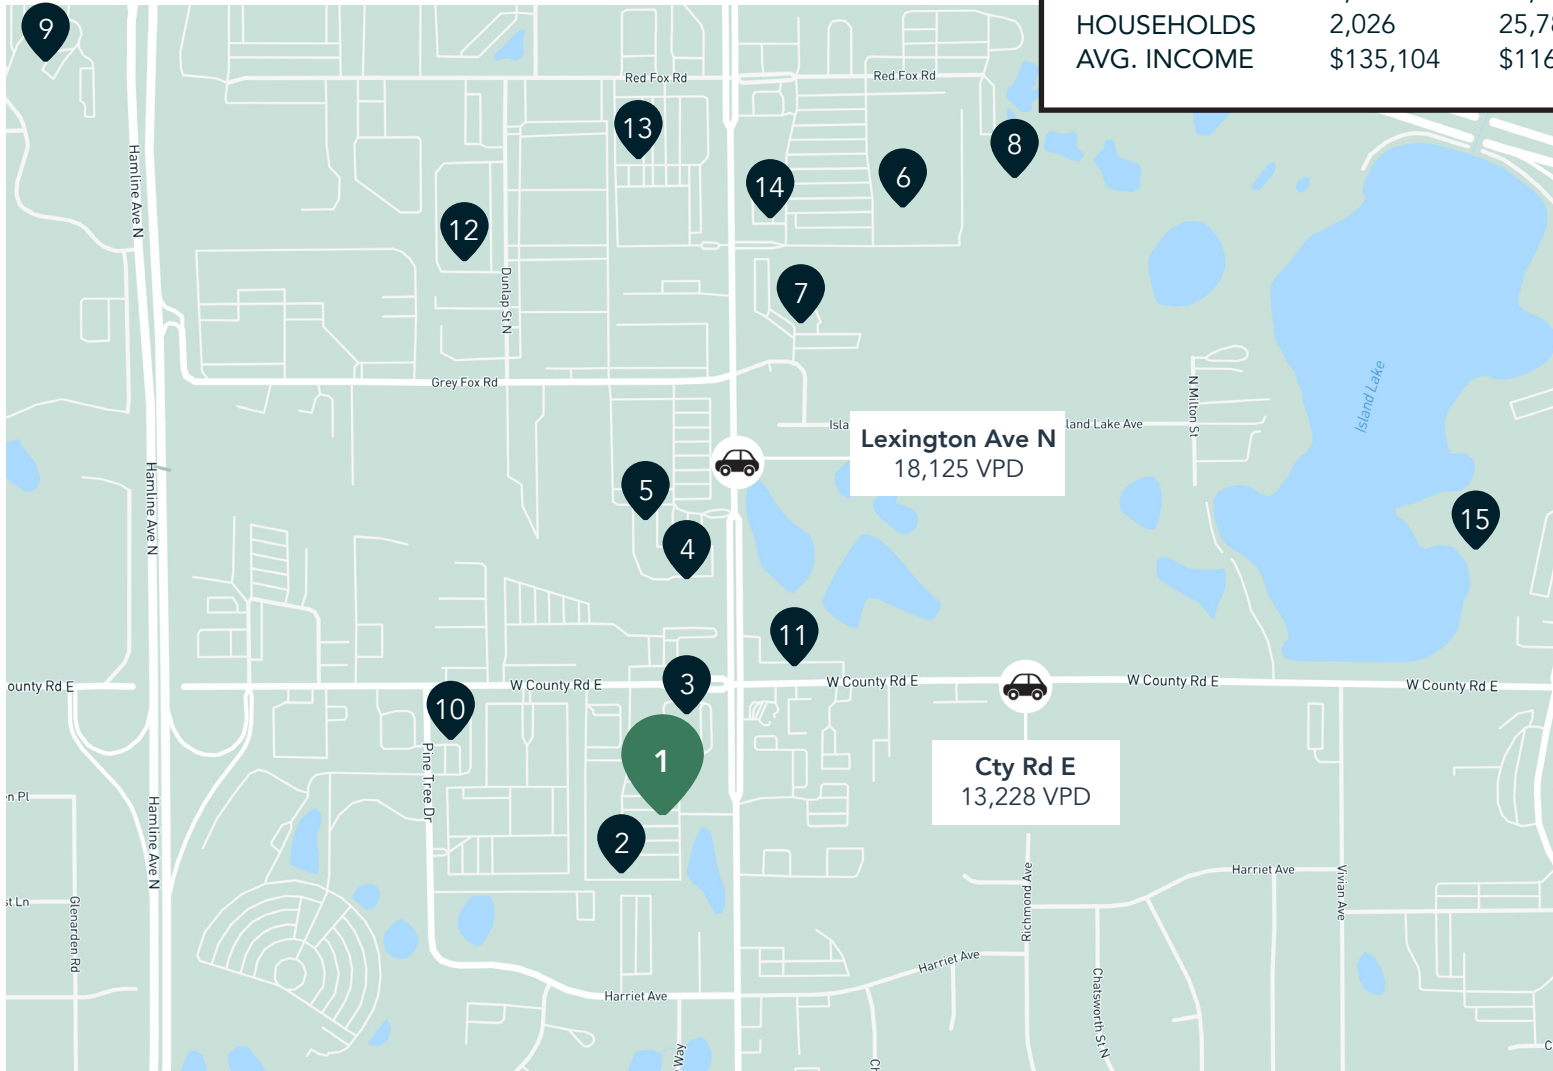 9
HOUSEHOLDS 2,026
AVG. INCOME $135,104
Red Fox Rd
Red Fox Rd
13
8
14
6
Hamline Ave N
12
Dunlap St N
7
Grey Fox Rd
N Milton St
Island Lake
Lexington Ave N
18,125 VPD
Island Lake Ave
5
4
15
Hamline Ave N
11
County Rd E
W County Rd E
3
W County Rd E
W County Rd E
W County Rd E
10
1
Pine Tree Dr
Cty Rd E
13,228 VPD
Hamline Ave N
2
Harriet Ave
Vivian Ave
Richmond Ave
Glenarden Rd
Harriet Ave
Chatsworth St N
Harriet Ave
Way